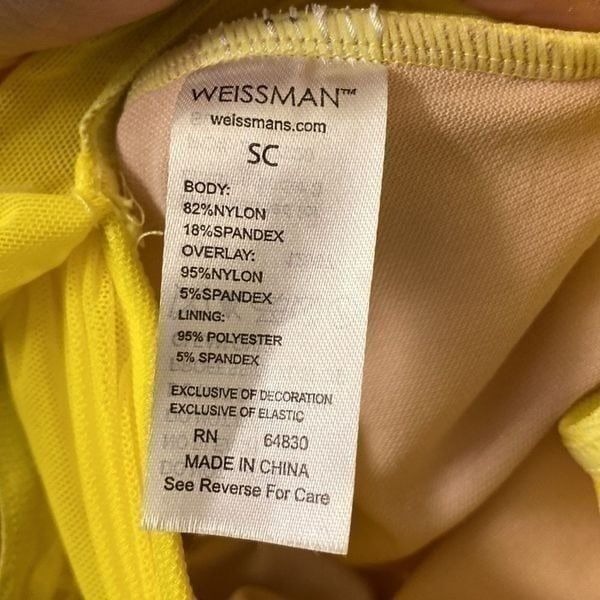 WEISSMAN™
weissmans.com
SC
BODY:
82%NYLON
18%SPANDEX
OVERLAY:
95%NYLON
5%SPANDEX
LINING:
95% POLYESTER
5% SPANDEX
EXCLUSIVE OF DECORATION
EXCLUSIVE OF ELASTIC
RN 64830
MADE IN CHINA
See Reverse For Care